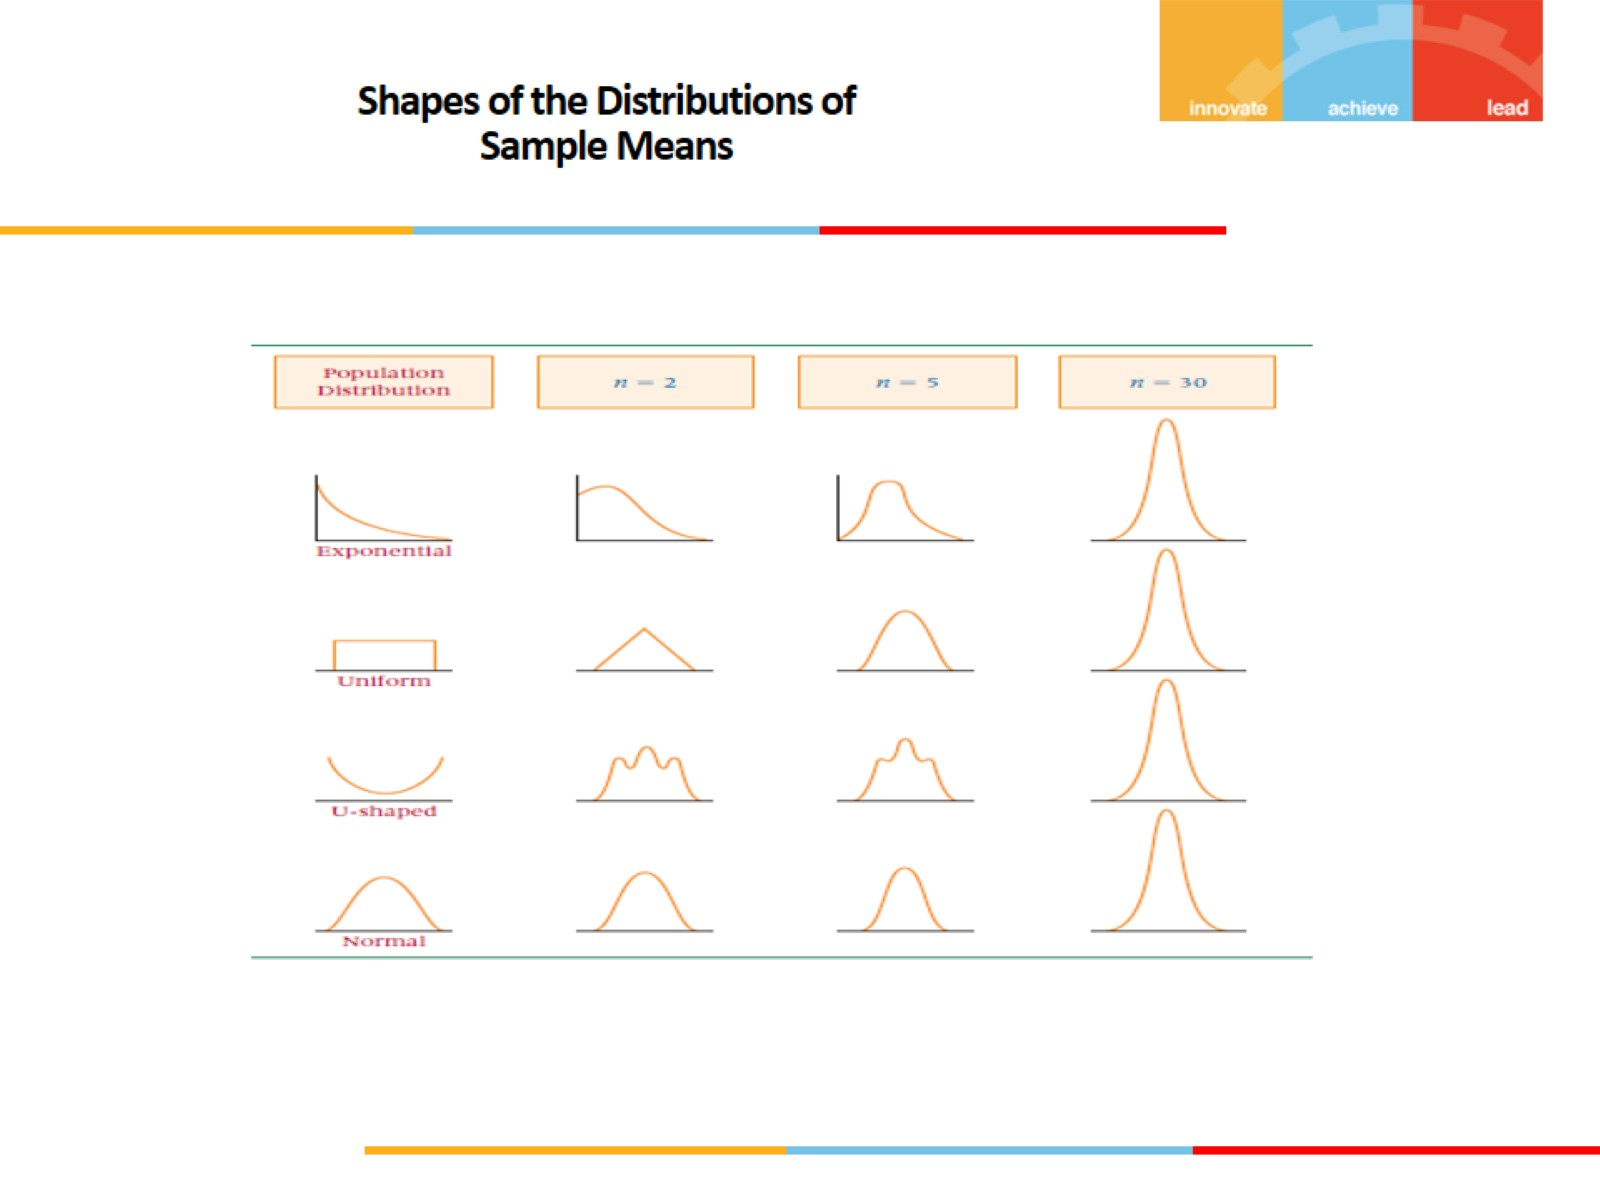 innovate achieve lead
Shapes of the Distributions of
Sample Means
Population
Distribution
n = 2
n = 5
n = 30
Exponential
Uniform
U-shaped
Normal